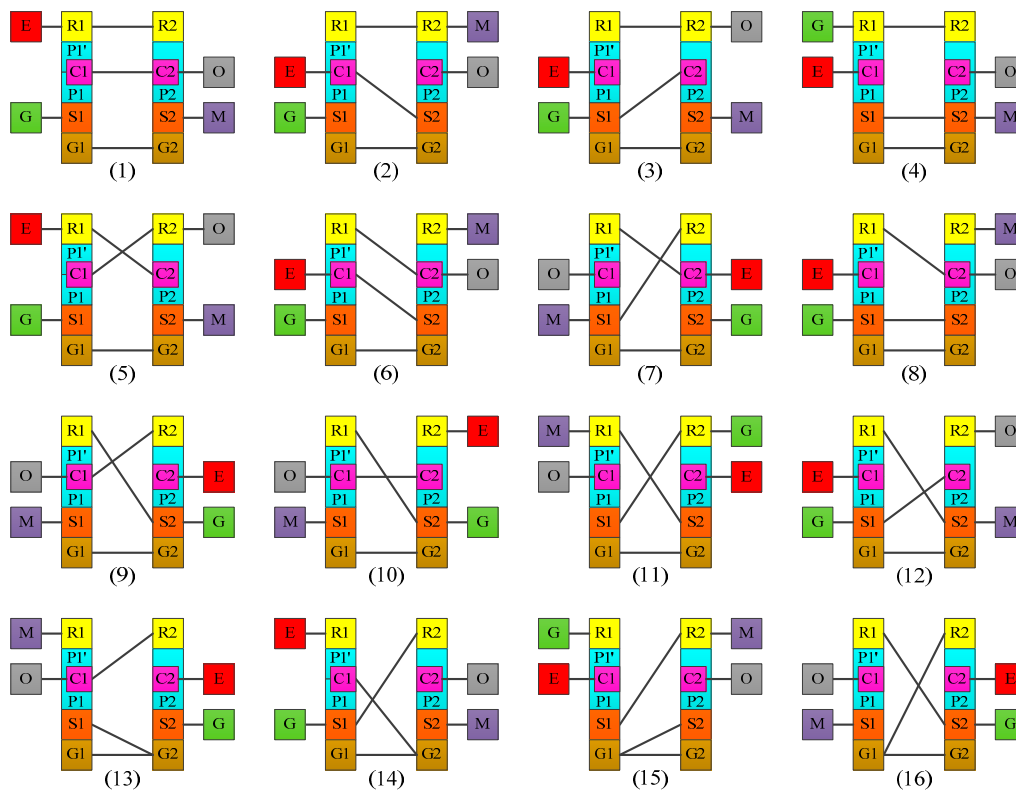 E R1 R2
P1'
C1 C2 O
P1 P2
G S1 S2 M
G1 G2
(1)
R1 R2 M
P1'
E C1 C2 O
P1 P2
G S1 S2
G1 G2
(2)
R1 R2 O
P1'
E C1 C2
P1 P2
G S1 S2 M
G1 G2
(3)
G R1 R2
P1'
E C1 C2 O
P1 P2
S1 S2 M
G1 G2
(4)
E R1 R2 O
P1'
C1 C2
P1 P2
G S1 S2 M
G1 G2
(5)
R1 R2 M
P1'
E C1 C2 O
P1 P2
G S1 S2
G1 G2
(6)
R1 R2
P1'
O C1 C2 E
P1 P2
M S1 S2 G
G1 G2
(7)
R1 R2 M
P1'
E C1 C2 O
P1 P2
G S1 S2
G1 G2
(8)
R1 R2
P1'
O C1 C2 E
P1 P2
M S1 S2 G
G1 G2
(9)
R1 R2 E
P1'
O C1 C2
P1 P2
M S1 S2 G
G1 G2
(10)
M R1 R2 G
P1'
O C1 C2 E
P1 P2
S1 S2
G1 G2
(11)
R1 R2 O
P1'
E C1 C2
P1 P2
G S1 S2 M
G1 G2
(12)
M R1 R2
P1'
O C1 C2 E
P1 P2
S1 S2 G
G1 G2
(13)
E R1 R2
P1'
C1 C2 O
P1 P2
G S1 S2 M
G1 G2
(14)
G R1 R2 M
P1'
E C1 C2 O
P1 P2
S1 S2
G1 G2
(15)
R1 R2
P1'
O C1 C2 E
P1 P2
M S1 S2 G
G1 G2
(16)